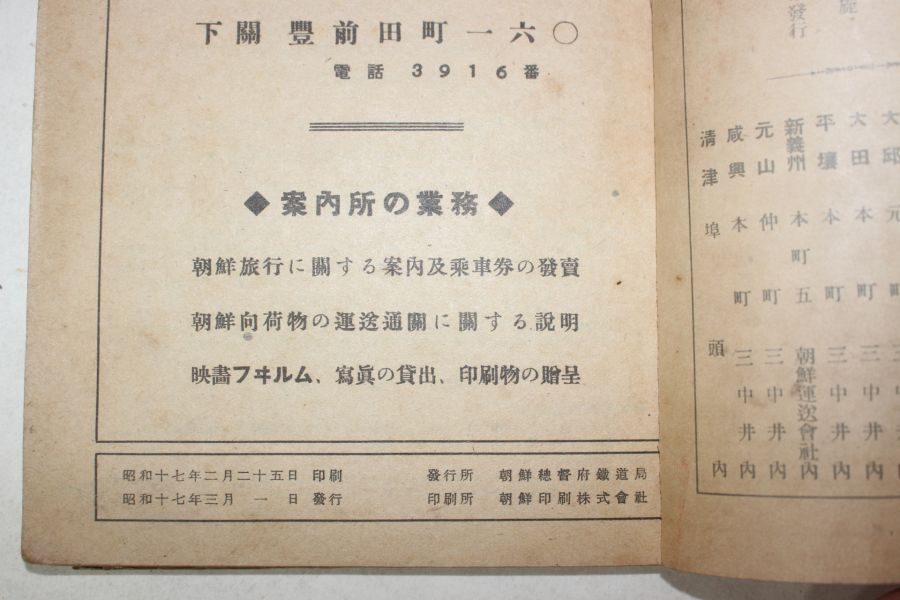 下關 豐前田町一六〇
電話 3916番
◆案內所の業務◆
朝鮮旅行に關する案內及乘車券の發賣
朝鮮向荷物の運送通關に關する說明
映畵フヰルム、寫眞の貸出、印刷物の贈呈
昭和十七年二月二十五日 印刷
昭和十七年三月 一 日 發行
發行所 朝鮮總督府鐵道局
印刷所 朝鮮印刷株式會社
發行
大邱 元 町 三中井內
大田 本 町 三中井內
平壤 本 町 三中井內
新義州 本町五 朝鮮運送會社內
元山 仲 町 三中井內
咸興 本 町 三中井內
淸津 埠 頭 內